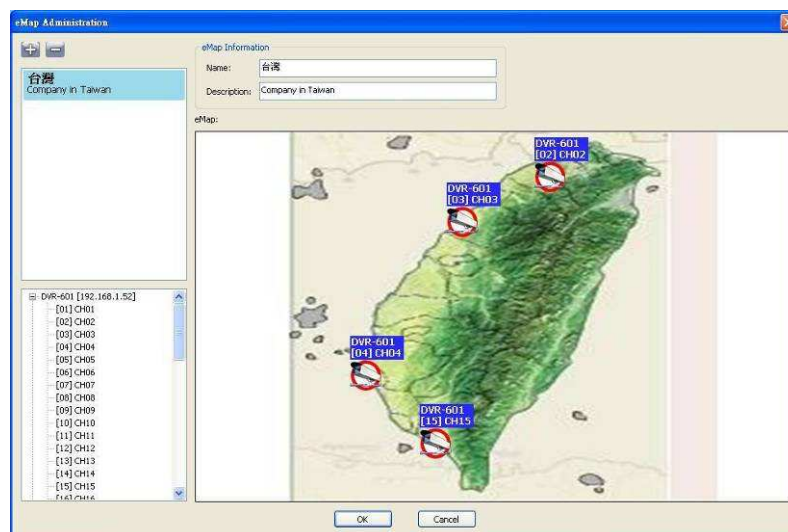 eMap Administration
台灣
Company in Taiwan
eMap Information
Name:
台灣
Description:
Company in Taiwan
eMap:
DVR-601
[02] CH02
DVR-601
[03] CH03
DVR-601
[04] CH04
DVR-601
[15] CH15
DVR-601 [192.168.1.52]
[01] CH01
[02] CH02
[03] CH03
[04] CH04
[05] CH05
[06] CH06
[07] CH07
[08] CH08
[09] CH09
[10] CH10
[11] CH11
[12] CH12
[13] CH13
[14] CH14
[15] CH15
[16] CH16
OK
Cancel